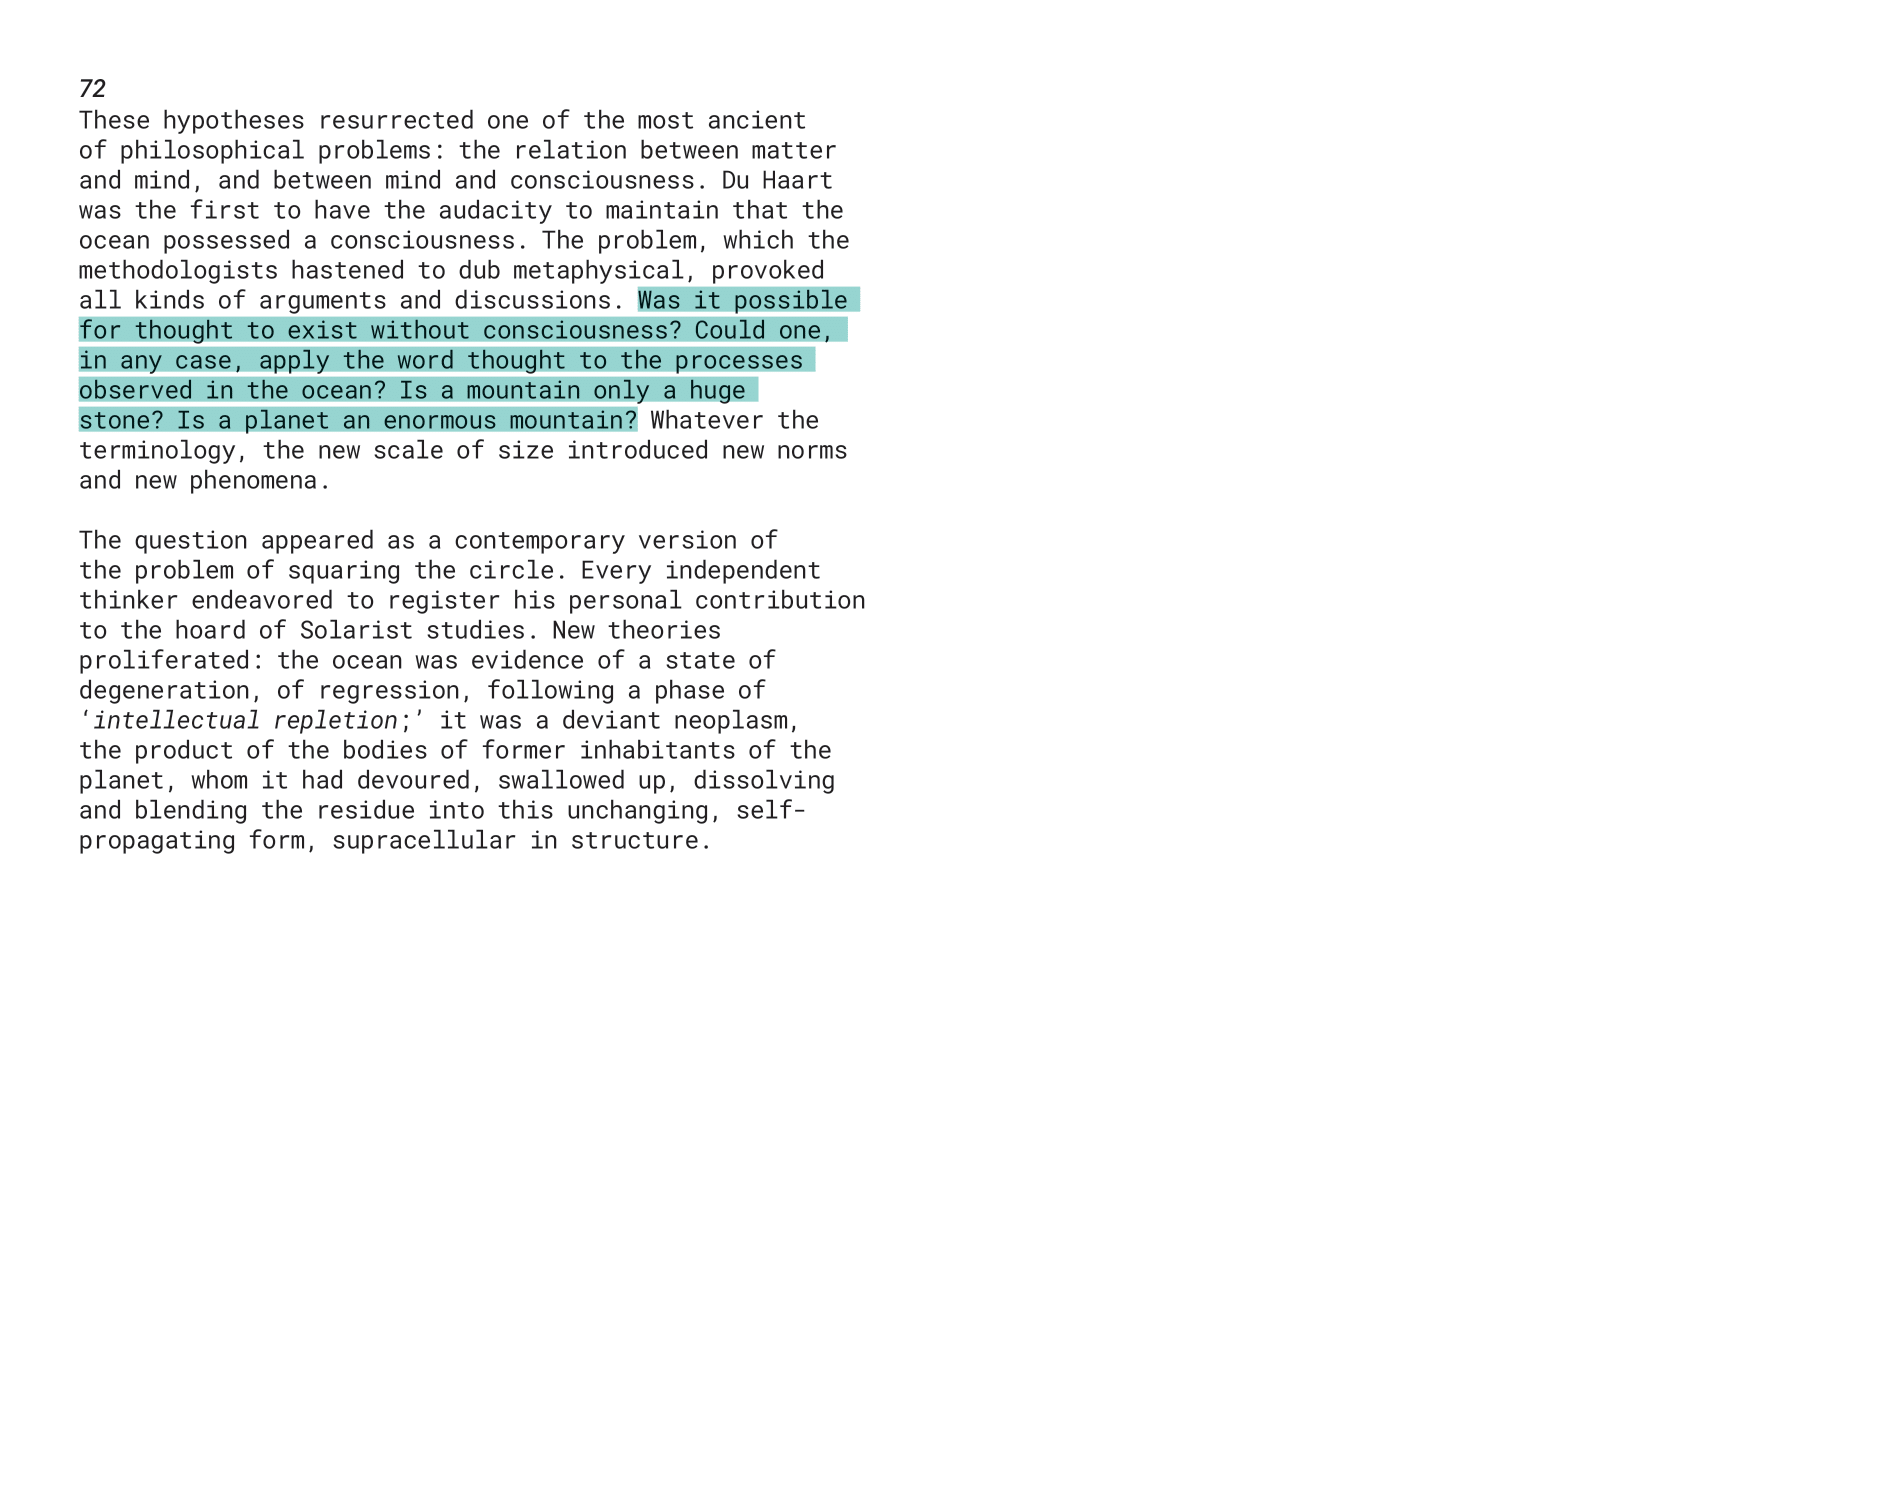 72
These hypotheses resurrected one of the most ancient
of philosophical problems: the relation between matter
and mind, and between mind and consciousness. Du Haart
was the first to have the audacity to maintain that the
ocean possessed a consciousness. The problem, which the
methodologists hastened to dub metaphysical, provoked
all kinds of arguments and discussions. Was it possible
for thought to exist without consciousness? Could one,
in any case, apply the word thought to the processes
observed in the ocean? Is a mountain only a huge
stone? Is a planet an enormous mountain? Whatever the
terminology, the new scale of size introduced new norms
and new phenomena.

The question appeared as a contemporary version of
the problem of squaring the circle. Every independent
thinker endeavored to register his personal contribution
to the hoard of Solarist studies. New theories
proliferated: the ocean was evidence of a state of
degeneration, of regression, following a phase of
‘intellectual repletion;’ it was a deviant neoplasm,
the product of the bodies of former inhabitants of the
planet, whom it had devoured, swallowed up, dissolving
and blending the residue into this unchanging, self-
propagating form, supracellular in structure.